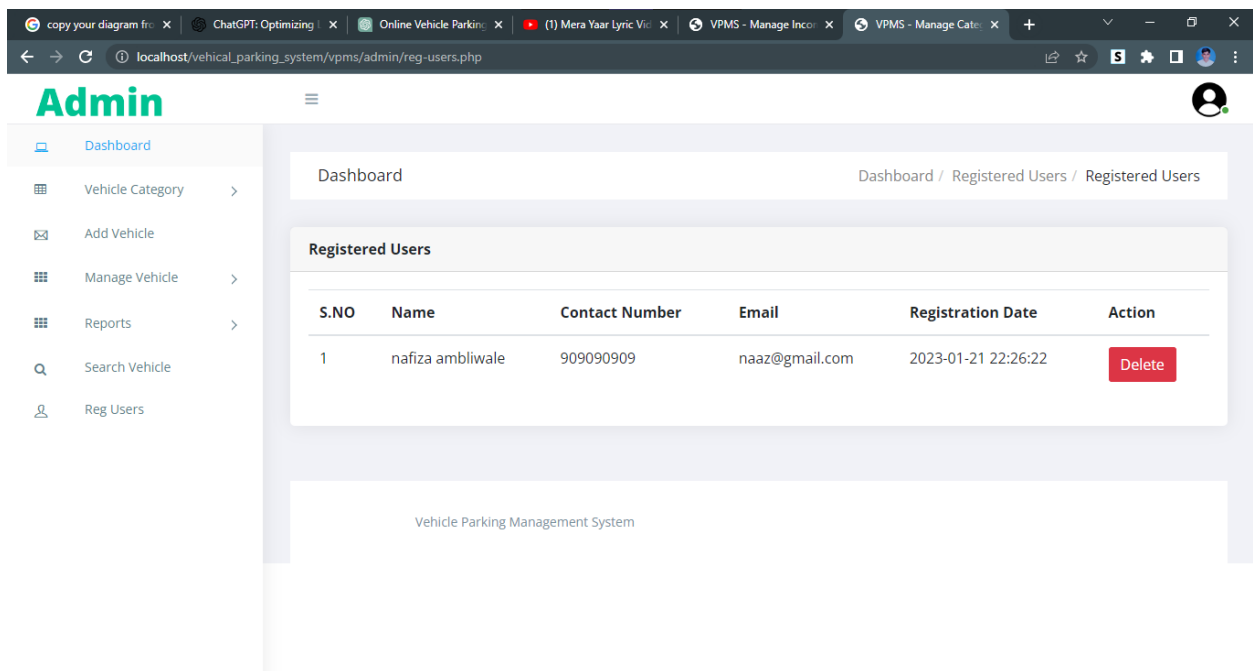 copy your diagram fro
ChatGPT: Optimizing L
Online Vehicle Parking
(1) Mera Yaar Lyric Vid
VPMS - Manage Incon
VPMS - Manage Cate
localhost/vehical_parking_system/vpms/admin/reg-users.php
S
Admin
Dashboard
Vehicle Category
Add Vehicle
Manage Vehicle
Reports
Search Vehicle
Reg Users
Dashboard
Dashboard / Registered Users / Registered Users
Registered Users
S.NO Name Contact Number Email Registration Date Action
1 nafiza ambliwale 909090909 naaz@gmail.com 2023-01-21 22:26:22 Delete
Vehicle Parking Management System